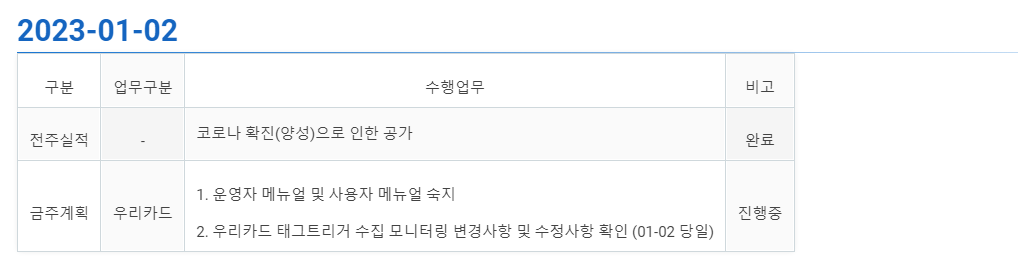 2023-01-02
구분 업무구분 수행업무 비고
전주실적 - 코로나 확진(양성)으로 인한 공가 완료
금주계획 우리카드 1. 운영자 메뉴얼 및 사용자 메뉴얼 숙지
2. 우리카드 태그트리거 수집 모니터링 변경사항 및 수정사항 확인 (01-02 당일) 진행중